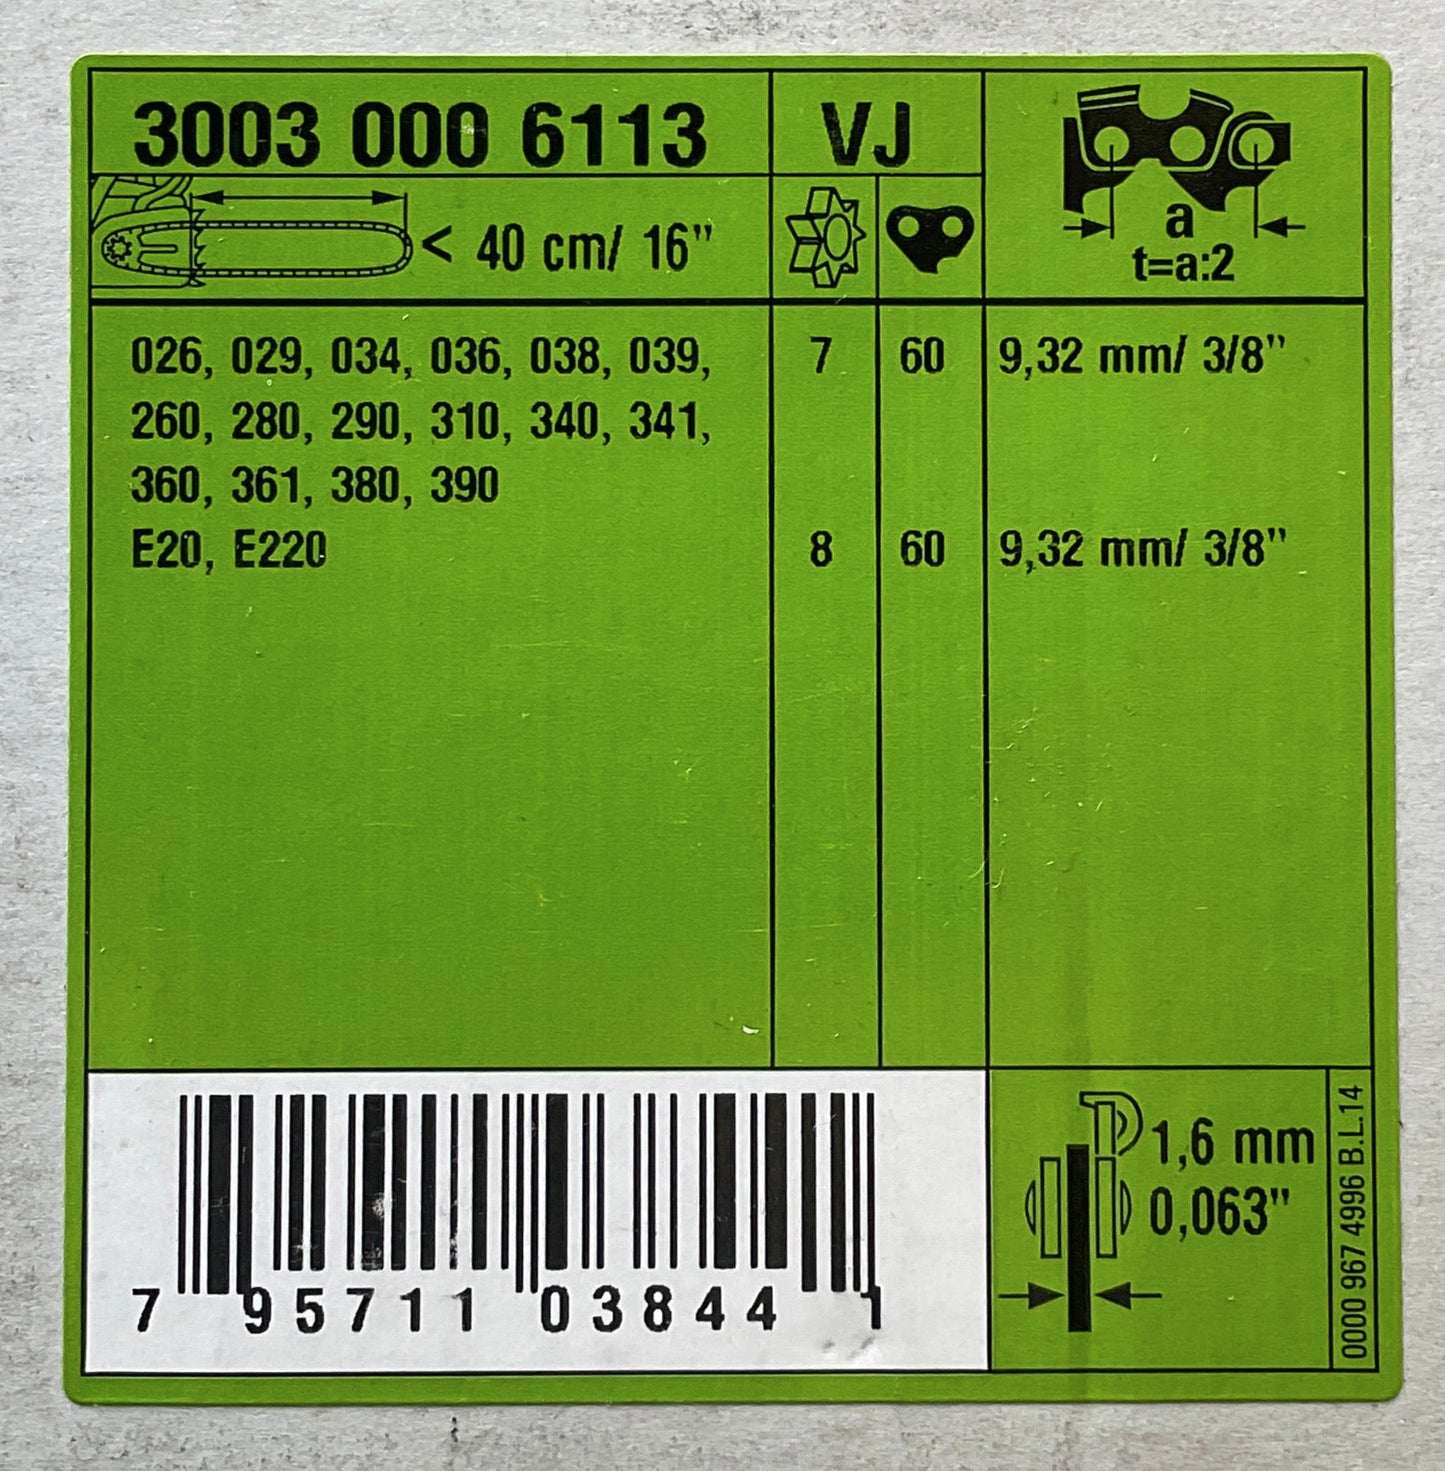 3003 000 6113 VJ
a
t=a:2
< 40 cm/ 16"
026, 029, 034, 036, 038, 039, 7 60 9,32 mm/ 3/8"
260, 280, 290, 310, 340, 341,
360, 361, 380, 390
E20, E220 8 60 9,32 mm/ 3/8"
7 95711 03844 1
1,6 mm
0,063"
0000 967 4996 B.L.14